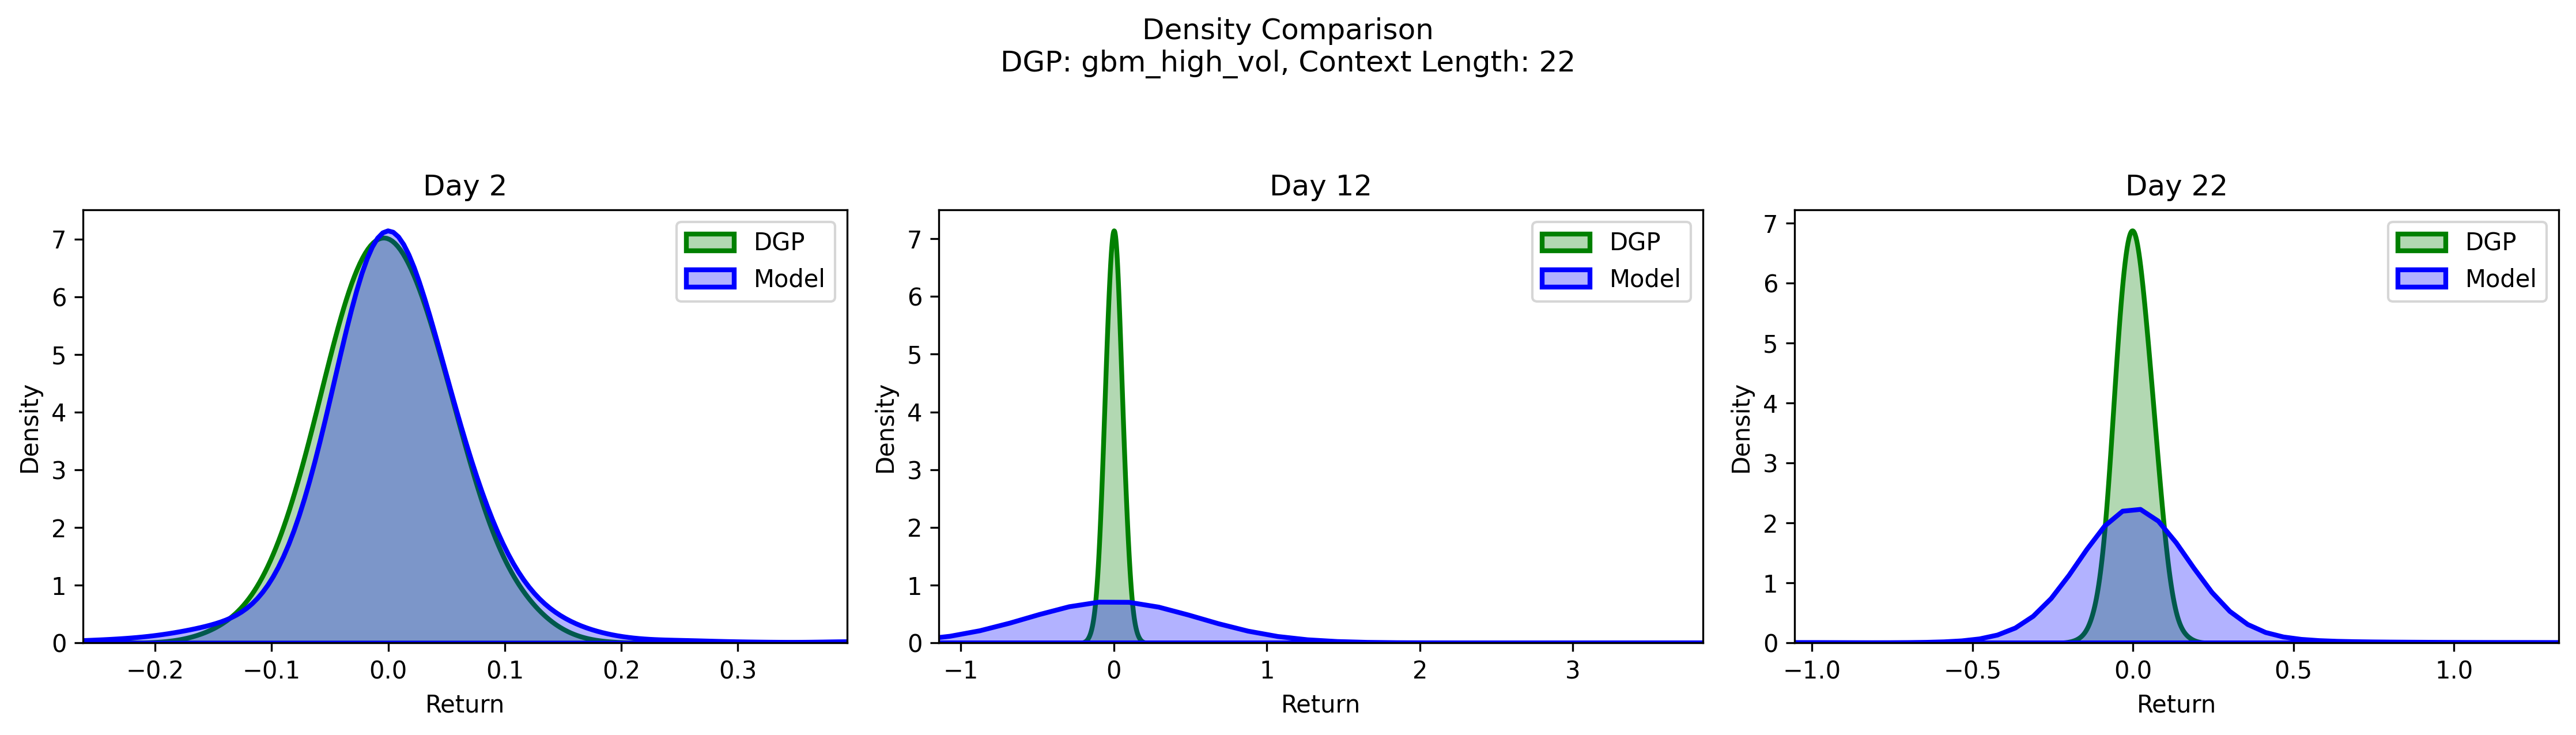 Density Comparison
DGP: gbm_high_vol, Context Length: 22
Day 2
DGP
Model
7
6
5
4
3
2
1
0
Density
−0.2
−0.1
0.0
0.1
0.2
0.3
Return
Day 12
DGP
Model
7
6
5
4
3
2
1
0
Density
−1
0
1
2
3
Return
Day 22
DGP
Model
7
6
5
4
3
2
1
0
Density
−1.0
−0.5
0.0
0.5
1.0
Return